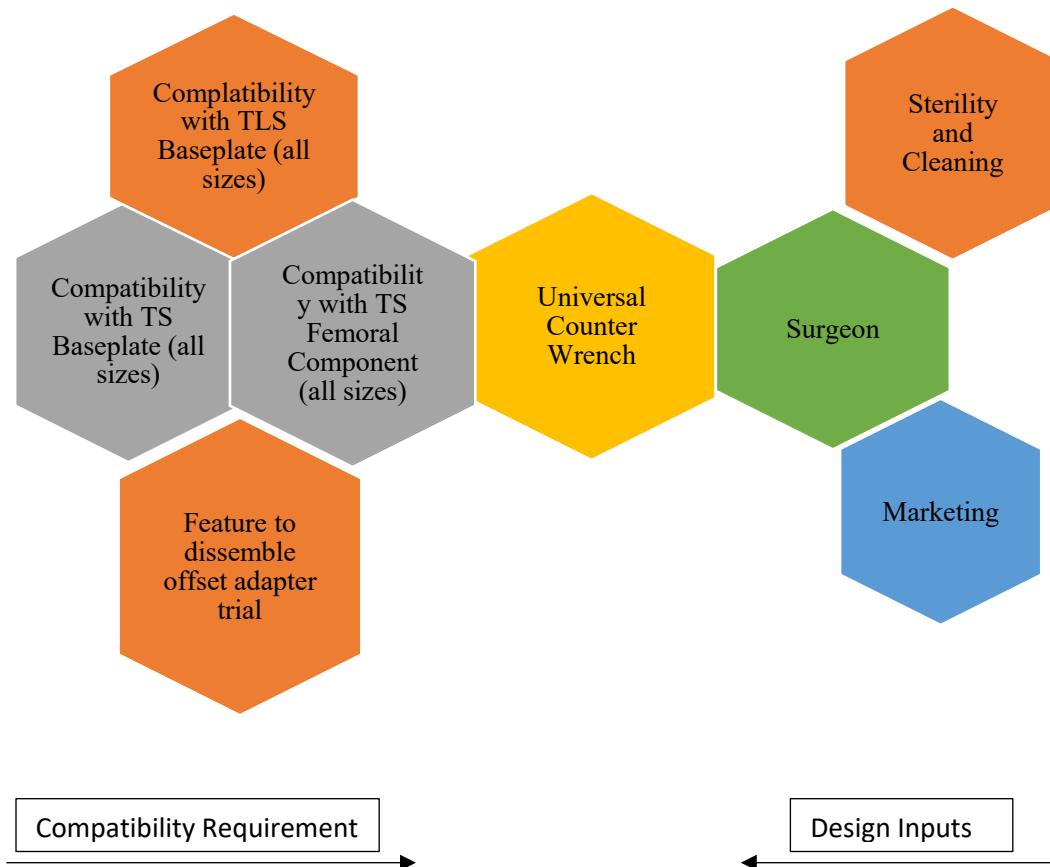 Complatibility
with TLS
Baseplate (all
sizes)
Sterility
and
Cleaning
Compatibility
with TS
Baseplate (all
sizes)
Compatibilit
y with TS
Femoral
Component
(all sizes)
Universal
Counter
Wrench
Surgeon
Feature to
dissemble
offset adapter
trial
Marketing
Compatibility Requirement
Design Inputs